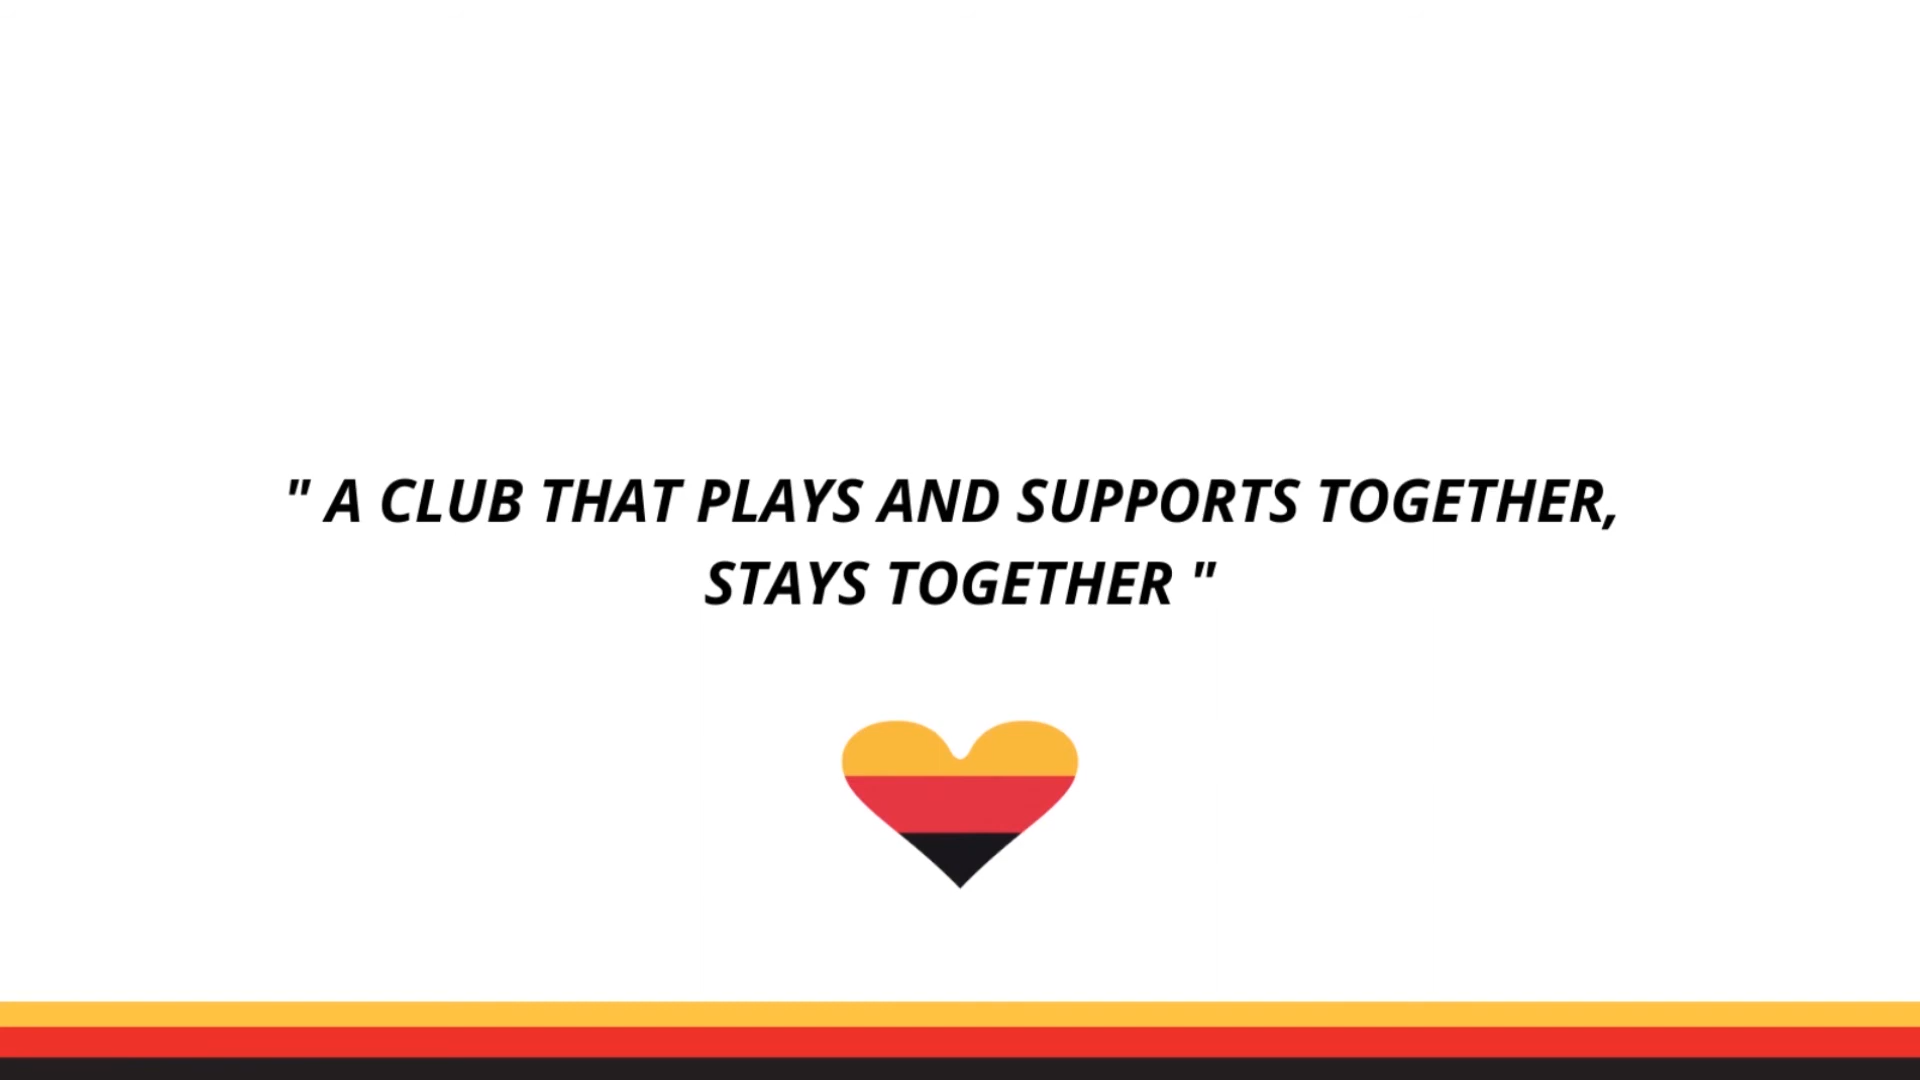 " A CLUB THAT PLAYS AND SUPPORTS TOGETHER,
STAYS TOGETHER "